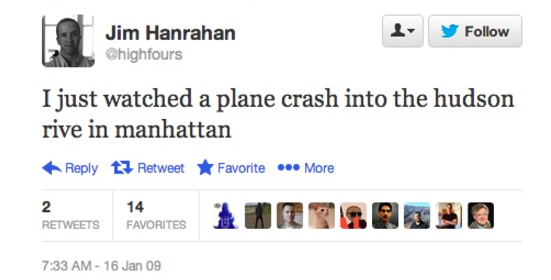 Jim Hanrahan
@highfours
Follow
I just watched a plane crash into the hudson
rive in manhattan
Reply Retweet Favorite More
2 14
RETWEETS FAVORITES
7:33 AM - 16 Jan 09